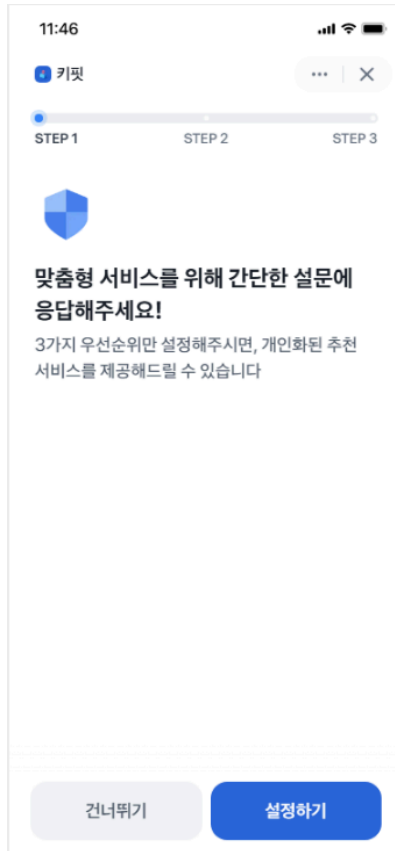 11:46
키핏
STEP 1
STEP 2
STEP 3
맞춤형 서비스를 위해 간단한 설문에
응답해주세요!
3가지 우선순위만 설정해주시면, 개인화된 추천
서비스를 제공해드릴 수 있습니다
건너뛰기
설정하기